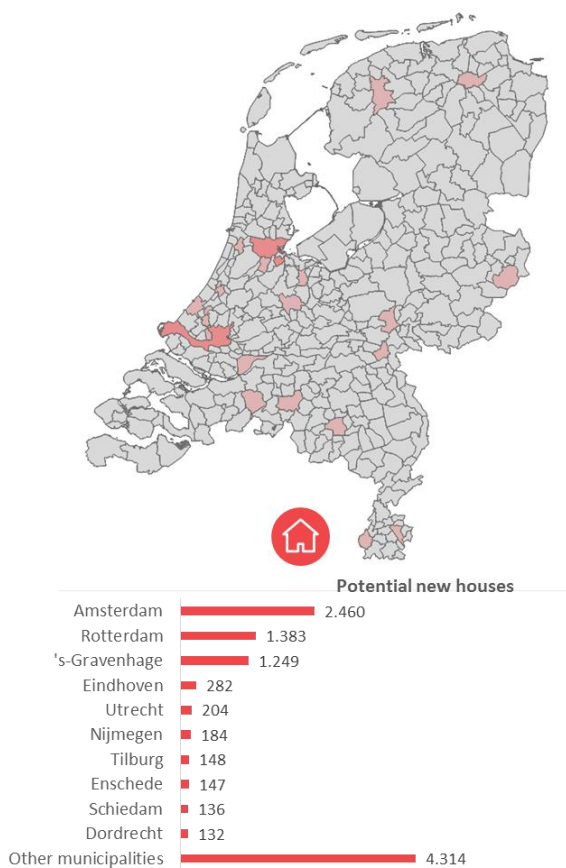 Potential new houses
Amsterdam 2.460
Rotterdam 1.383
's-Gravenhage 1.249
Eindhoven 282
Utrecht 204
Nijmegen 184
Tilburg 148
Enschede 147
Schiedam 136
Dordrecht 132
Other municipalities 4.314